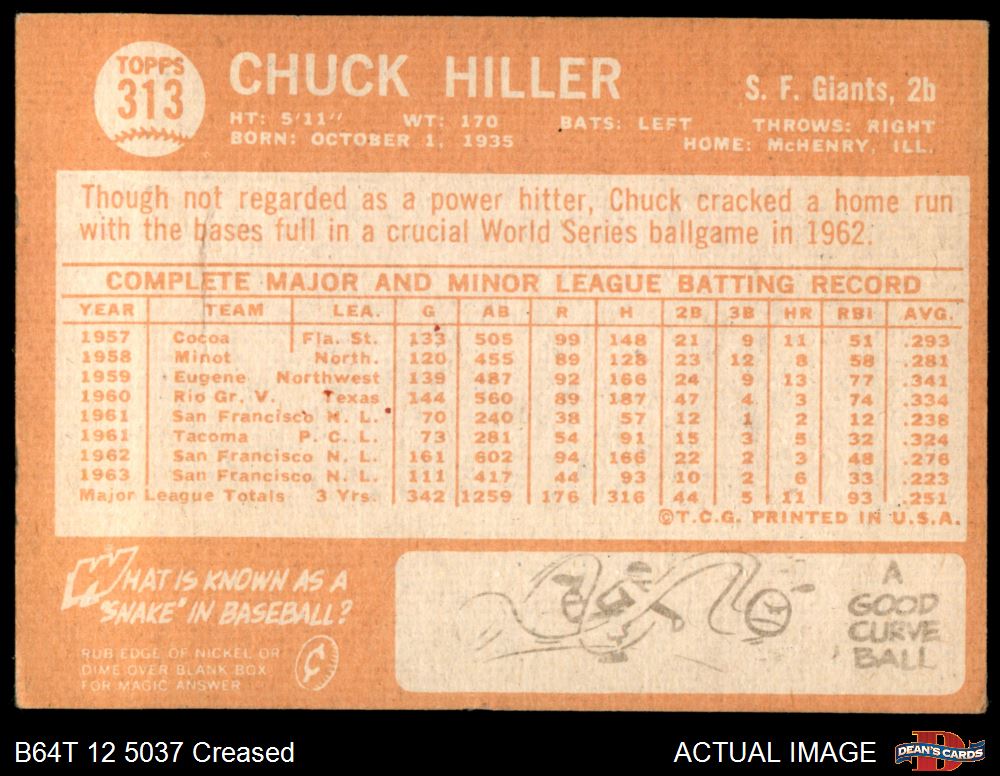 TOPPS
313
CHUCK HILLER
S. F. Giants, 2b
HT: 5'11" WT: 170 BATS: LEFT THROWS: RIGHT
BORN: OCTOBER 1, 1935 HOME: McHENRY, ILL.
Though not regarded as a power hitter, Chuck cracked a home run
with the bases full in a crucial World Series ballgame in 1962.
COMPLETE MAJOR AND MINOR LEAGUE BATTING RECORD
YEAR TEAM LEA. G AB R H 2B 3B HR RBI AVG.
1957 Cocoa Fla. St. 133 505 99 148 21 9 11 51 .293
1958 Minot North. 120 455 89 128 23 12 8 58 .281
1959 Eugene Northwest 139 487 92 166 24 9 13 77 .341
1960 Rio Gr. V. Texas 144 560 89 187 47 4 3 74 .334
1961 San Francisco N. L. 70 240 38 57 12 1 2 12 .238
1961 Tacoma P. C. L. 73 281 54 91 15 3 5 32 .324
1962 San Francisco N. L. 161 602 94 166 22 2 3 48 .276
1963 San Francisco N. L. 111 417 44 93 10 2 6 33 .223
Major League Totals 3 Yrs. 342 1259 176 316 44 5 11 93 .251
©T.C.G. PRINTED IN U.S.A.
WHAT IS KNOWN AS A
"SNAKE" IN BASEBALL?
RUB EDGE OF NICKEL OR
DIME OVER BLANK BOX
FOR MAGIC ANSWER
A
GOOD
CURVE
BALL
B64T 12 5037 Creased
ACTUAL IMAGE
DEAN'S CARDS